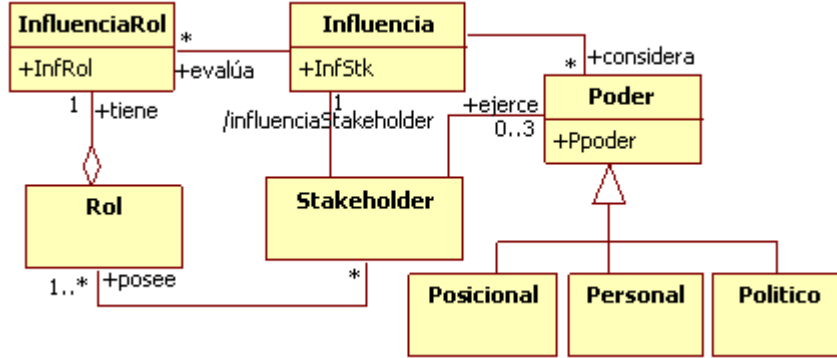 InfluenciaRol
+InfRol
*
+evalúa
Influencia
+InfStk
*
+considera
1
+tiene
1
/influenciaStakeholder
+ejerce
0..3
Poder
+Ppoder
Rol
Stakeholder
1..*
+posee
*
Posicional
Personal
Politico